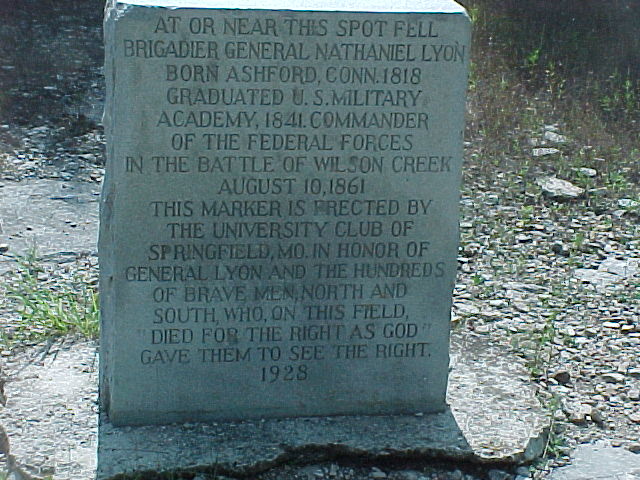 AT OR NEAR THIS SPOT FELL
BRIGADIER GENERAL NATHANIEL LYON
BORN ASHFORD, CONN. 1818
GRADUATED U. S. MILITARY
ACADEMY, 1841. COMMANDER
OF THE FEDERAL FORCES
IN THE BATTLE OF WILSON CREEK
AUGUST 10, 1861
THIS MARKER IS ERECTED BY
THE UNIVERSITY CLUB OF
SPRINGFIELD, MO. IN HONOR OF
GENERAL LYON AND THE HUNDREDS
OF BRAVE MEN, NORTH AND
SOUTH, WHO, ON THIS FIELD,
"DIED FOR THE RIGHT AS GOD"
GAVE THEM TO SEE THE RIGHT.
1928